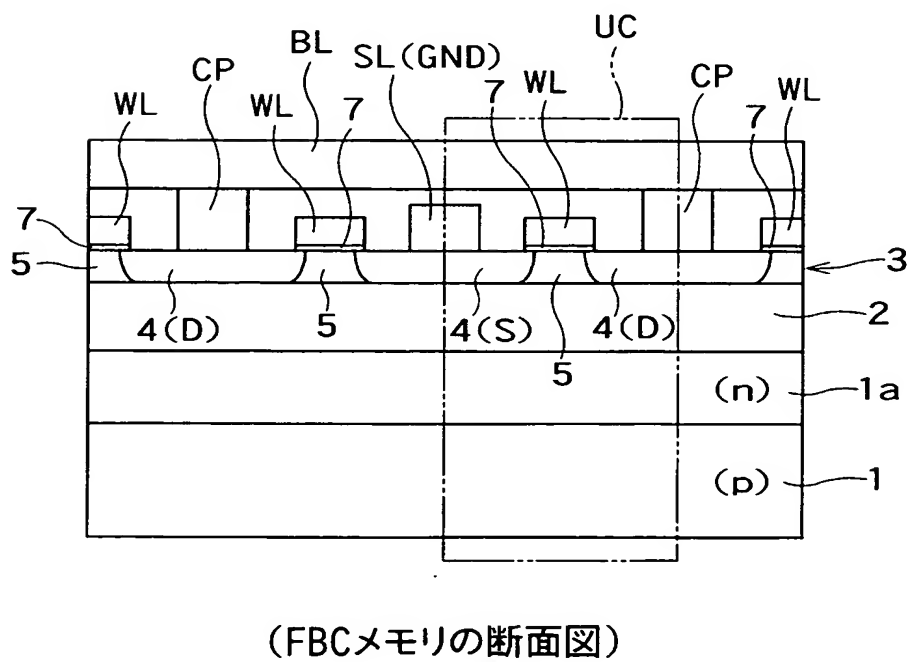 UC
BL
SL(GND)
CP
CP
WL
WL
7
7
WL
7
WL
7
5
3
4(D)
5
4(S)
4(D)
2
5
(n)
1a
(p)
1
(FBCメモリの断面図)